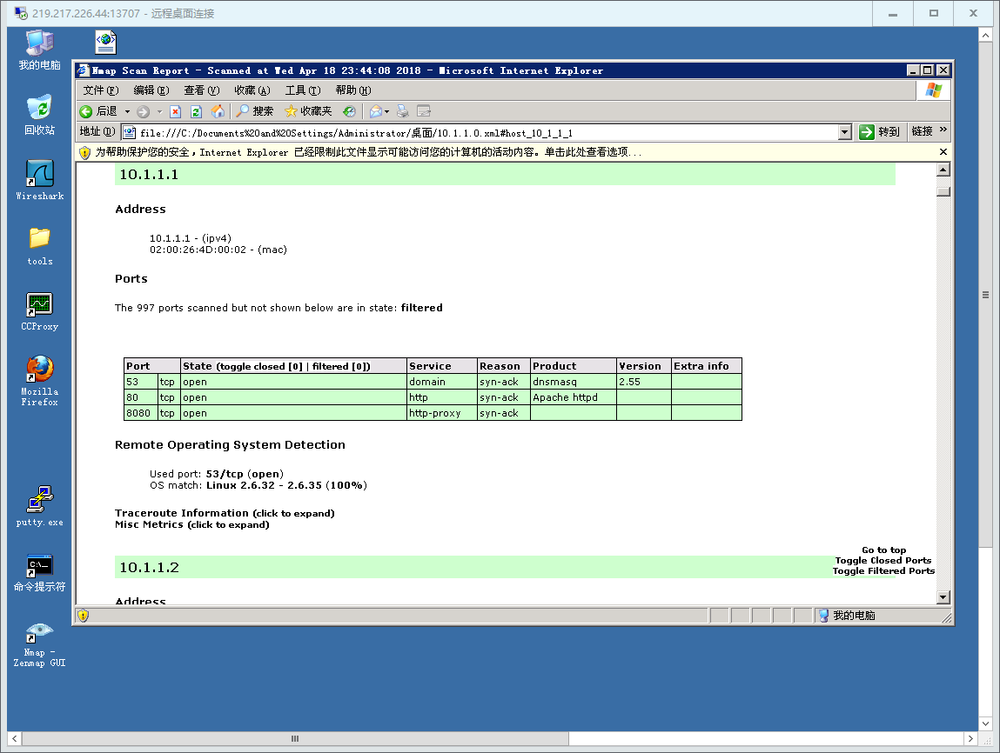 219.217.226.44:13707 - 远程桌面连接
我的电脑
回收站
Wireshark
tools
CCProxy
Mozilla
Firefox
putty.exe
C:\_
命令提示符
Nmap -
Zenmap GUI
Nmap Scan Report - Scanned at Wed Apr 18 23:44:08 2018 - Microsoft Internet Explorer
文件(F) 编辑(E) 查看(V) 收藏(A) 工具(T) 帮助(H)
后退 搜索 收藏夹
地址(D) file:///C:/Documents%20and%20Settings/Administrator/桌面/10.1.1.0.xml#host_10_1_1_1 转到 链接 »
为帮助保护您的安全，Internet Explorer 已经限制此文件显示可能访问您的计算机的活动内容。单击此处查看选项...
10.1.1.1
Address
10.1.1.1 - (ipv4)
02:00:26:4D:00:02 - (mac)
Ports
The 997 ports scanned but not shown below are in state: filtered
Port State (toggle closed [0] | filtered [0]) Service Reason Product Version Extra info
53 tcp open domain syn-ack dnsmasq 2.55
80 tcp open http syn-ack Apache httpd
8080 tcp open http-proxy syn-ack
Remote Operating System Detection
Used port: 53/tcp (open)
OS match: Linux 2.6.32 - 2.6.35 (100%)
Traceroute Information (click to expand)
Misc Metrics (click to expand)
10.1.1.2
Go to top
Toggle Closed Ports
Toggle Filtered Ports
Address
我的电脑